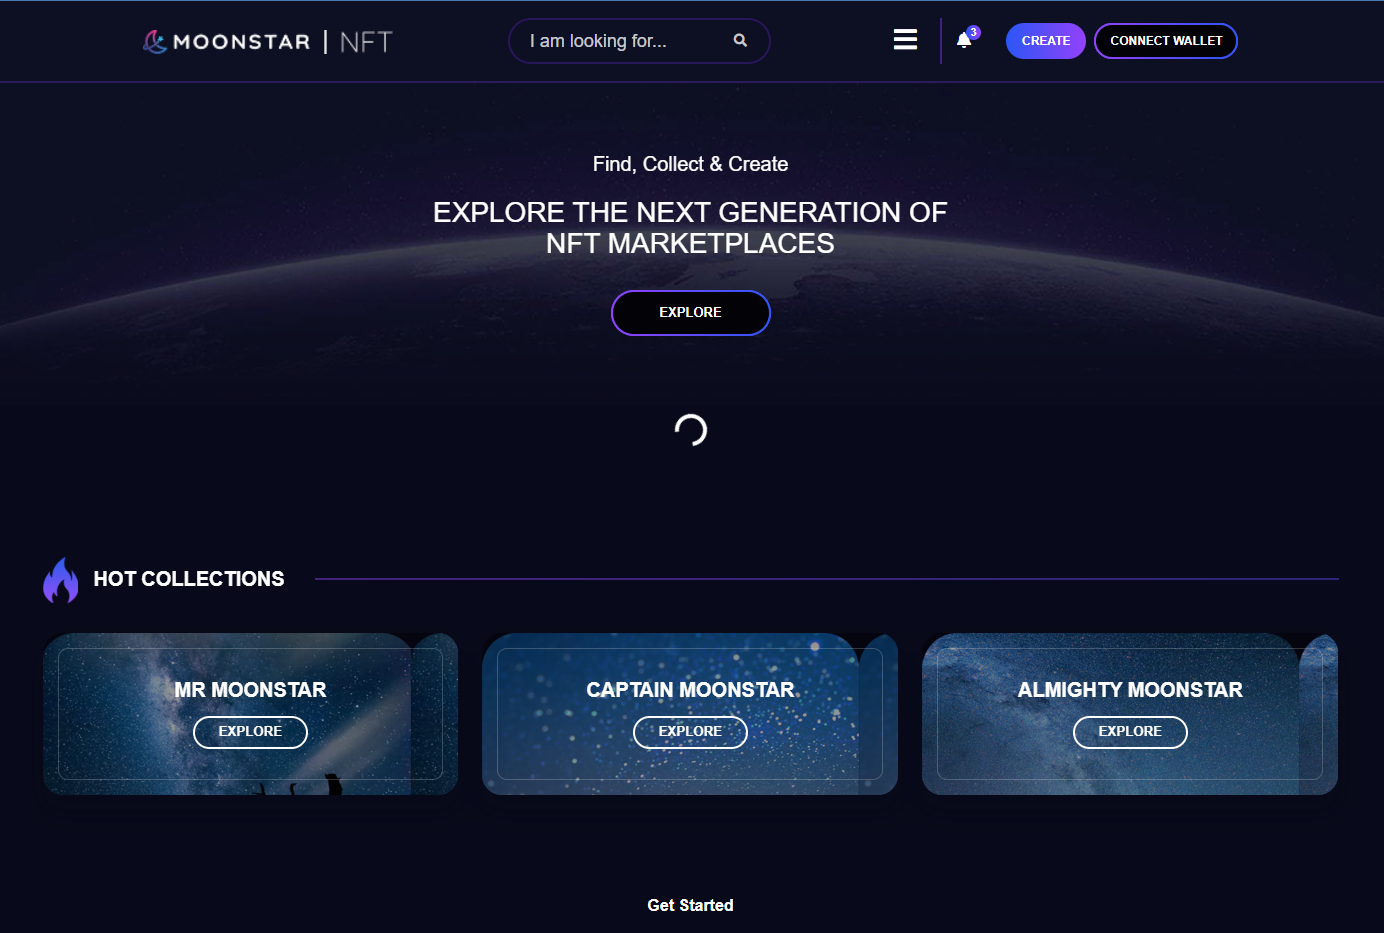 MOONSTAR | NFT
I am looking for...
3
CREATE
CONNECT WALLET
Find, Collect & Create
EXPLORE THE NEXT GENERATION OF
NFT MARKETPLACES
EXPLORE
HOT COLLECTIONS
MR MOONSTAR
EXPLORE
CAPTAIN MOONSTAR
EXPLORE
ALMIGHTY MOONSTAR
EXPLORE
Get Started